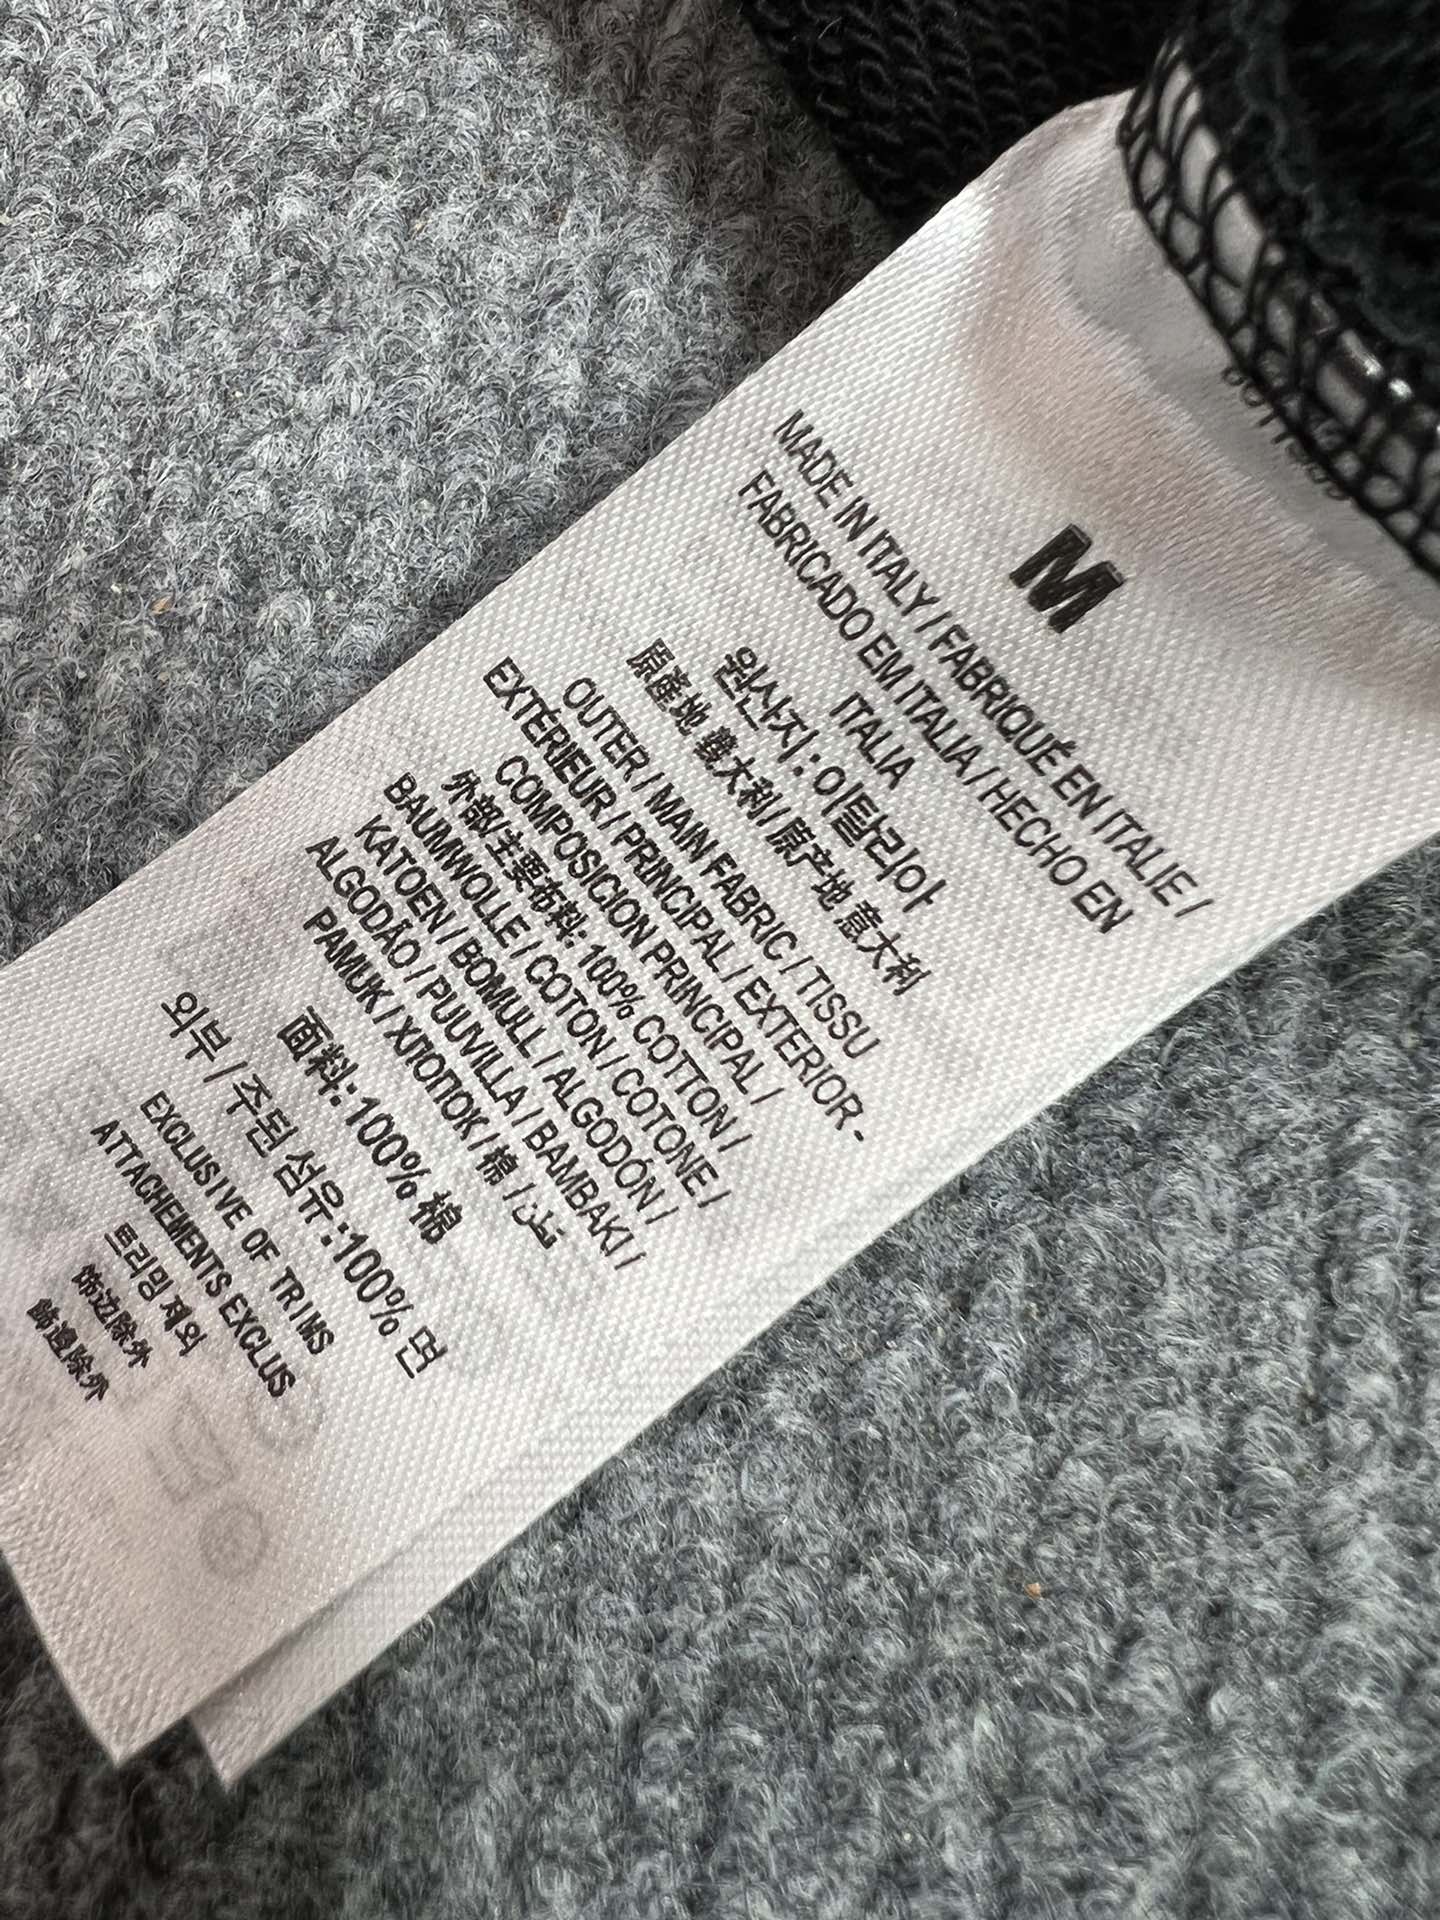 M
MADE IN ITALY / FABRIQUÉ EN ITALIE /
FABRICADO EM ITALIA / HECHO EN
ITALIA
원산지 : 이탈리아
原產地 義大利 / 原产地 意大利
OUTER / MAIN FABRIC / TISSU
EXTÉRIEUR / PRINCIPAL / EXTERIOR -
COMPOSICION PRINCIPAL /
外部/主要布料: 100% COTTON /
BAUMWOLLE / COTON / COTONE /
KATOEN / BOMULL / ALGODÓN /
ALGODÃO / PUUVILLA / BAMBAKI /
PAMUK / ХЛОПОК / 棉 /
面料: 100% 棉
외부 / 주된 섬유 :100% 면
EXCLUSIVE OF TRIMS
ATTACHEMENTS EXCLUS
트리밍 제외
饰边除外
飾邊除外